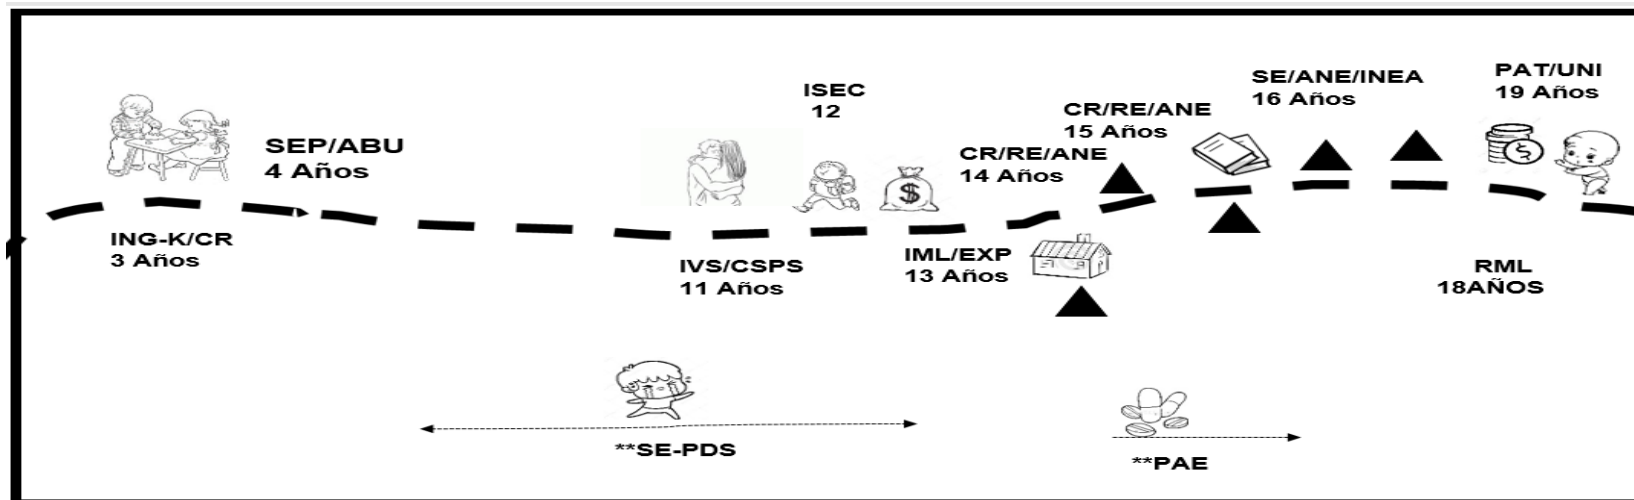 SEP/ABU
4 Años
ING-K/CR
3 Años
IVS/CSPS
11 Años
ISEC
12
IML/EXP
13 Años
CR/RE/ANE
14 Años
CR/RE/ANE
15 Años
SE/ANE/INEA
16 Años
PAT/UNI
19 Años
RML
18AÑOS
**SE-PDS
**PAE
$